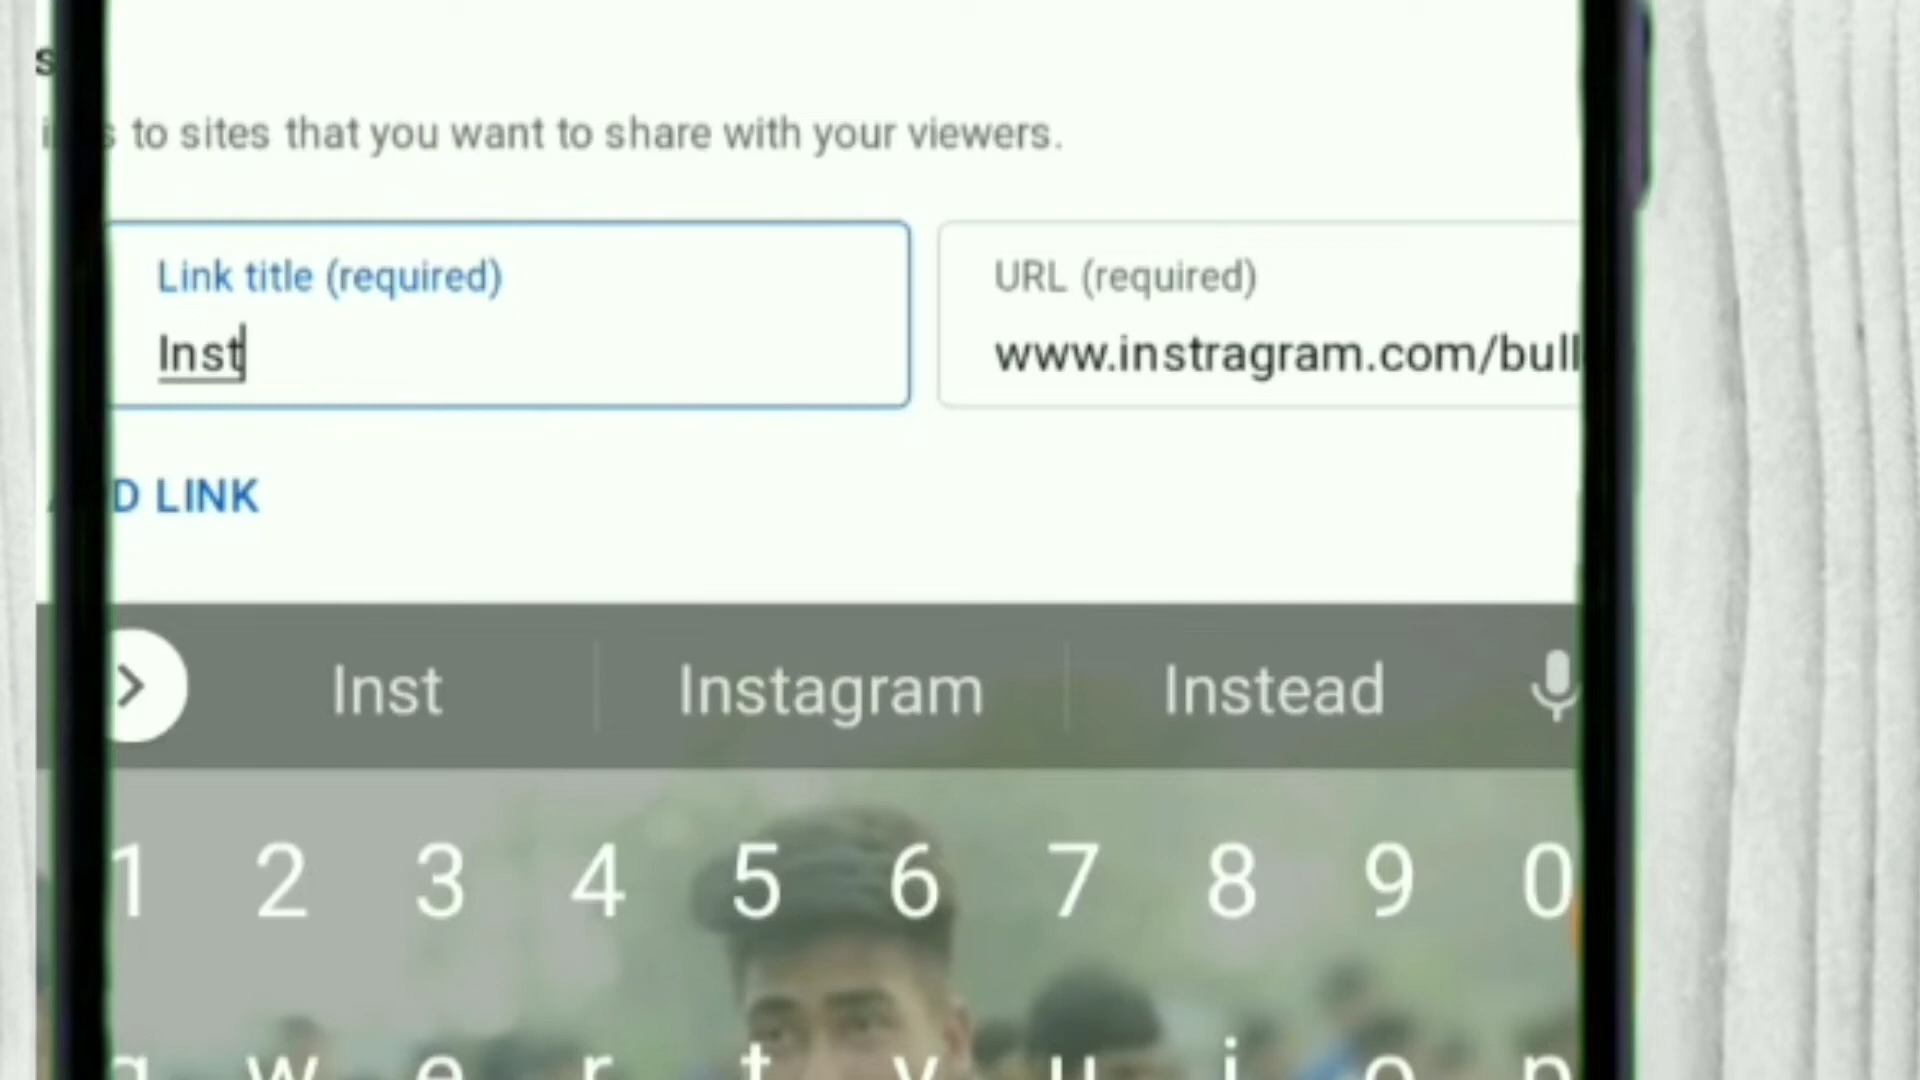 s to sites that you want to share with your viewers.
Link title (required)
URL (required)
Inst
www.instragram.com/bull
D LINK
Inst Instagram Instead
1 2 3 4 5 6 7 8 9 0
q w e r t y u i o p